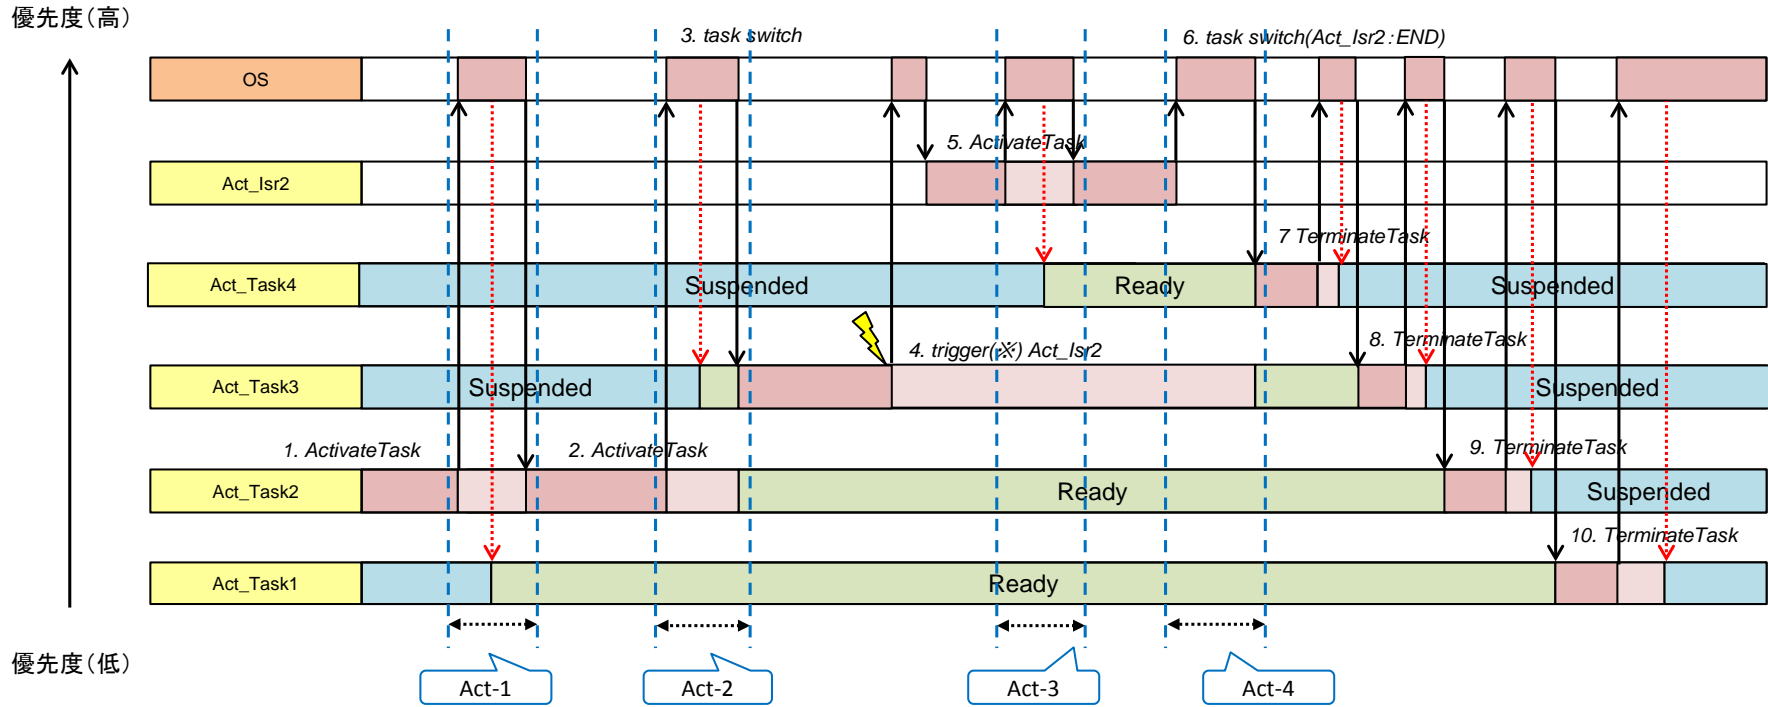 優先度(高)
3. task switch
6. task switch(Act_Isr2:END)
OS
5. ActivateTask
Act_Isr2
7 TerminateTask
Act_Task4
Suspended
Ready
Suspended
4. trigger(※) Act_Isr2
8. TerminateTask
Act_Task3
Suspended
Suspended
1. ActivateTask
2. ActivateTask
9. TerminateTask
Act_Task2
Ready
Suspended
10. TerminateTask
Act_Task1
Ready
優先度(低)
Act-1
Act-2
Act-3
Act-4